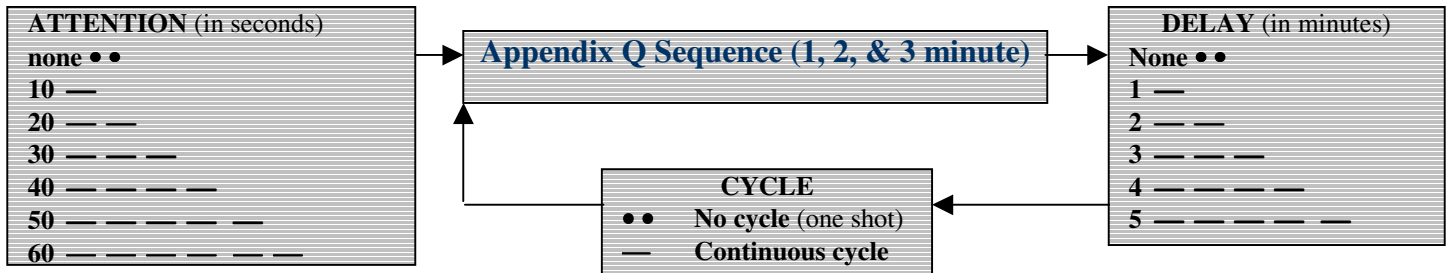 ATTENTION (in seconds)
none ● ●
10 —
20 — —
30 — — —
40 — — — —
50 — — — — —
60 — — — — — —
Appendix Q Sequence (1, 2, & 3 minute)
DELAY (in minutes)
None ● ●
1 —
2 — —
3 — — —
4 — — — —
5 — — — — —
CYCLE
● ● No cycle (one shot)
— Continuous cycle